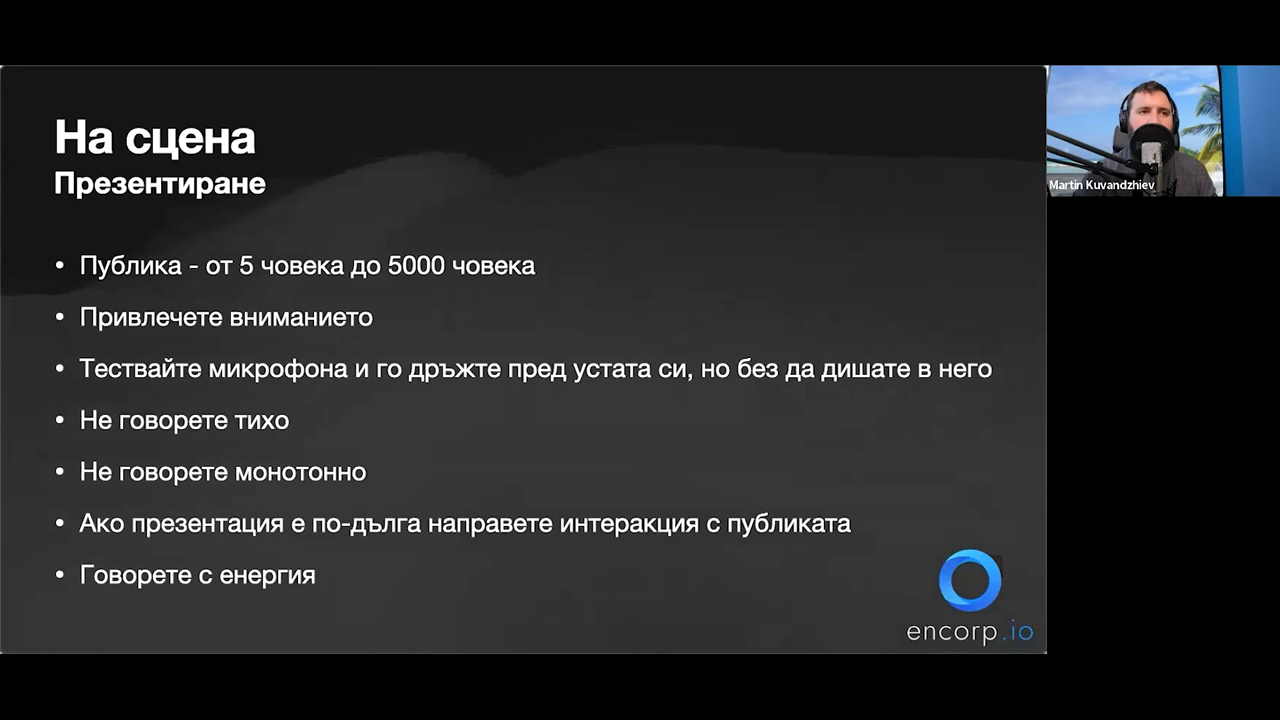 На сцена
Презентиране
• Публика - от 5 човека до 5000 човека
• Привлечете вниманието
• Тествайте микрофона и го дръжте пред устата си, но без да дишате в него
• Не говорете тихо
• Не говорете монотонно
• Ако презентация е по-дълга направете интеракция с публиката
• Говорете с енергия
encorp.io
Martin Kuvandzhiev